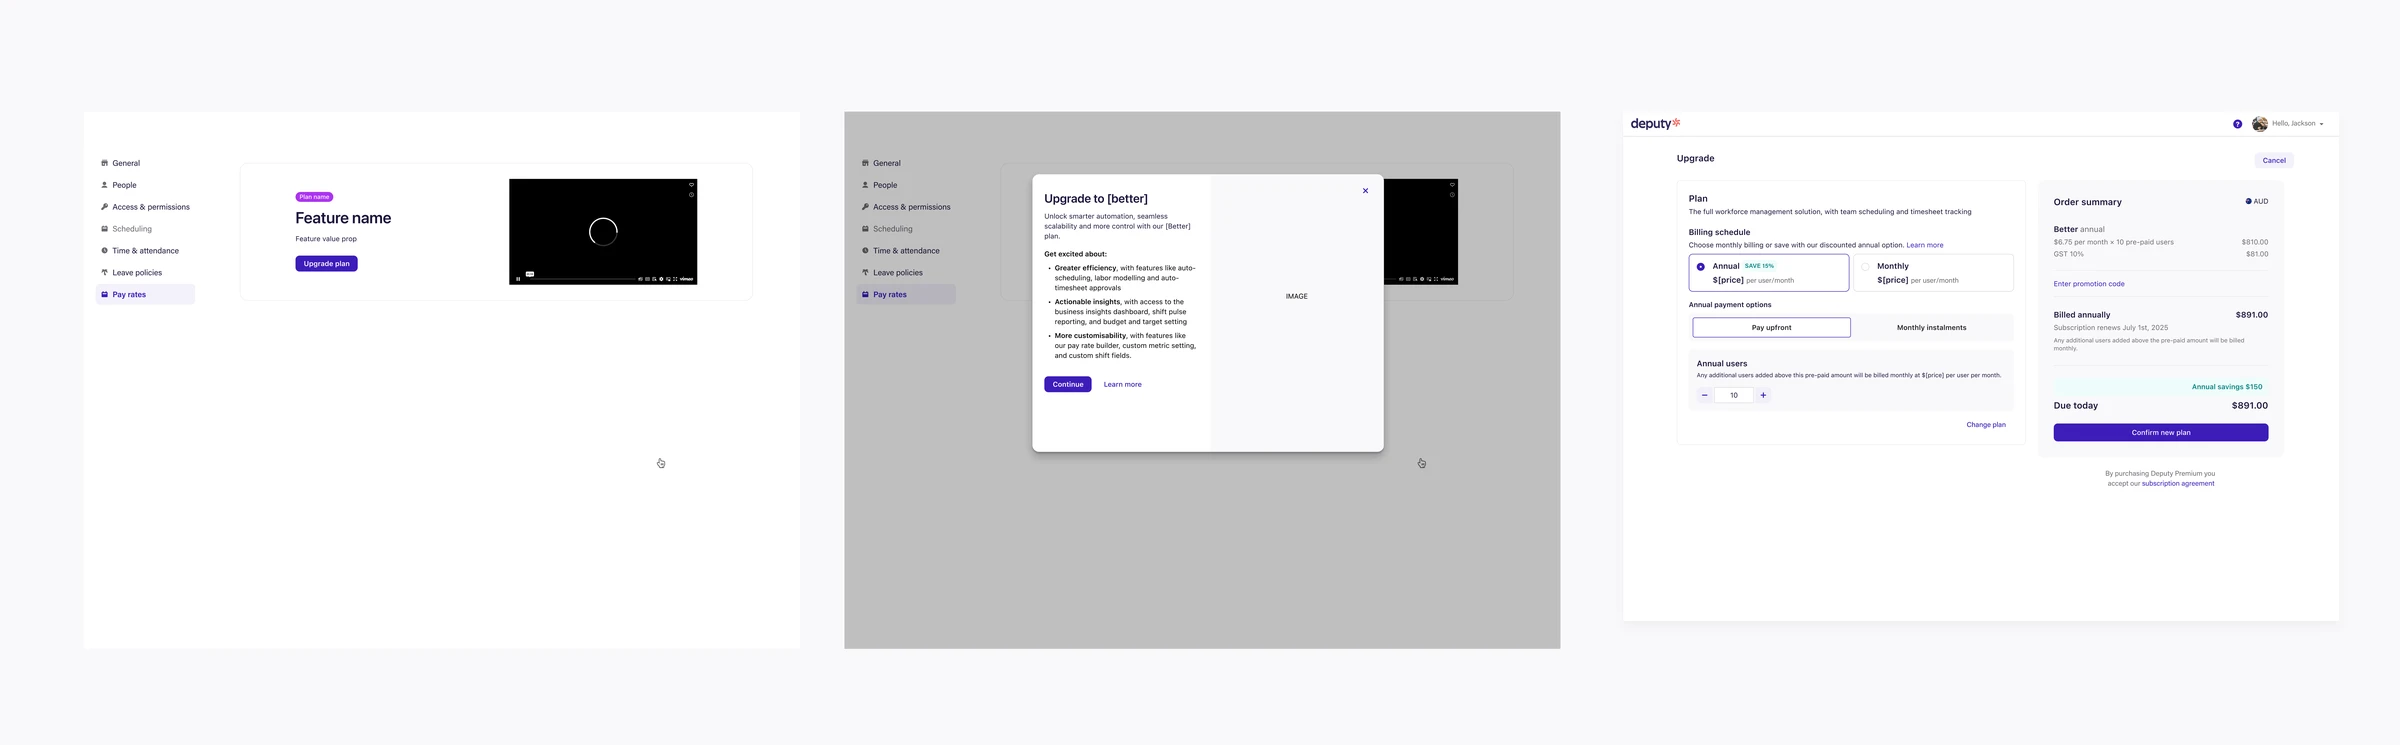 General
People
Access & permissions
Scheduling
Time & attendance
Leave policies
Pay rates
Plan name
Feature name
Feature value prop
Upgrade plan
vimeo
General
People
Access & permissions
Scheduling
Time & attendance
Leave policies
Pay rates
Upgrade to [better]
Unlock smarter automation, seamless
scalability and more control with our [Better]
plan.
Get excited about:
• Greater efficiency, with features like auto-
scheduling, labor modelling and auto-
timesheet approvals
• Actionable insights, with access to the
business insights dashboard, shift pulse
reporting, and budget and target setting
• More customisability, with features like
our pay rate builder, custom metric setting,
and custom shift fields.
Continue
Learn more
IMAGE
vimeo
deputy
?
Hello, Jackson
Upgrade
Cancel
Plan
The full workforce management solution, with team scheduling and timesheet tracking
Billing schedule
Choose monthly billing or save with our discounted annual option. Learn more
Annual SAVE 15%
$[price] per user/month
Monthly
$[price] per user/month
Annual payment options
Pay upfront
Monthly instalments
Annual users
Any additional users added above this pre-paid amount will be billed monthly at $[price] per user per month.
− 10 +
Change plan
Order summary
AUD
Better annual
$6.75 per month × 10 pre-paid users $810.00
GST 10% $81.00
Enter promotion code
Billed annually $891.00
Subscription renews July 1st, 2025
Any additional users added above the pre-paid amount will be billed
monthly.
Annual savings $150
Due today $891.00
Confirm new plan
By purchasing Deputy Premium you
accept our subscription agreement